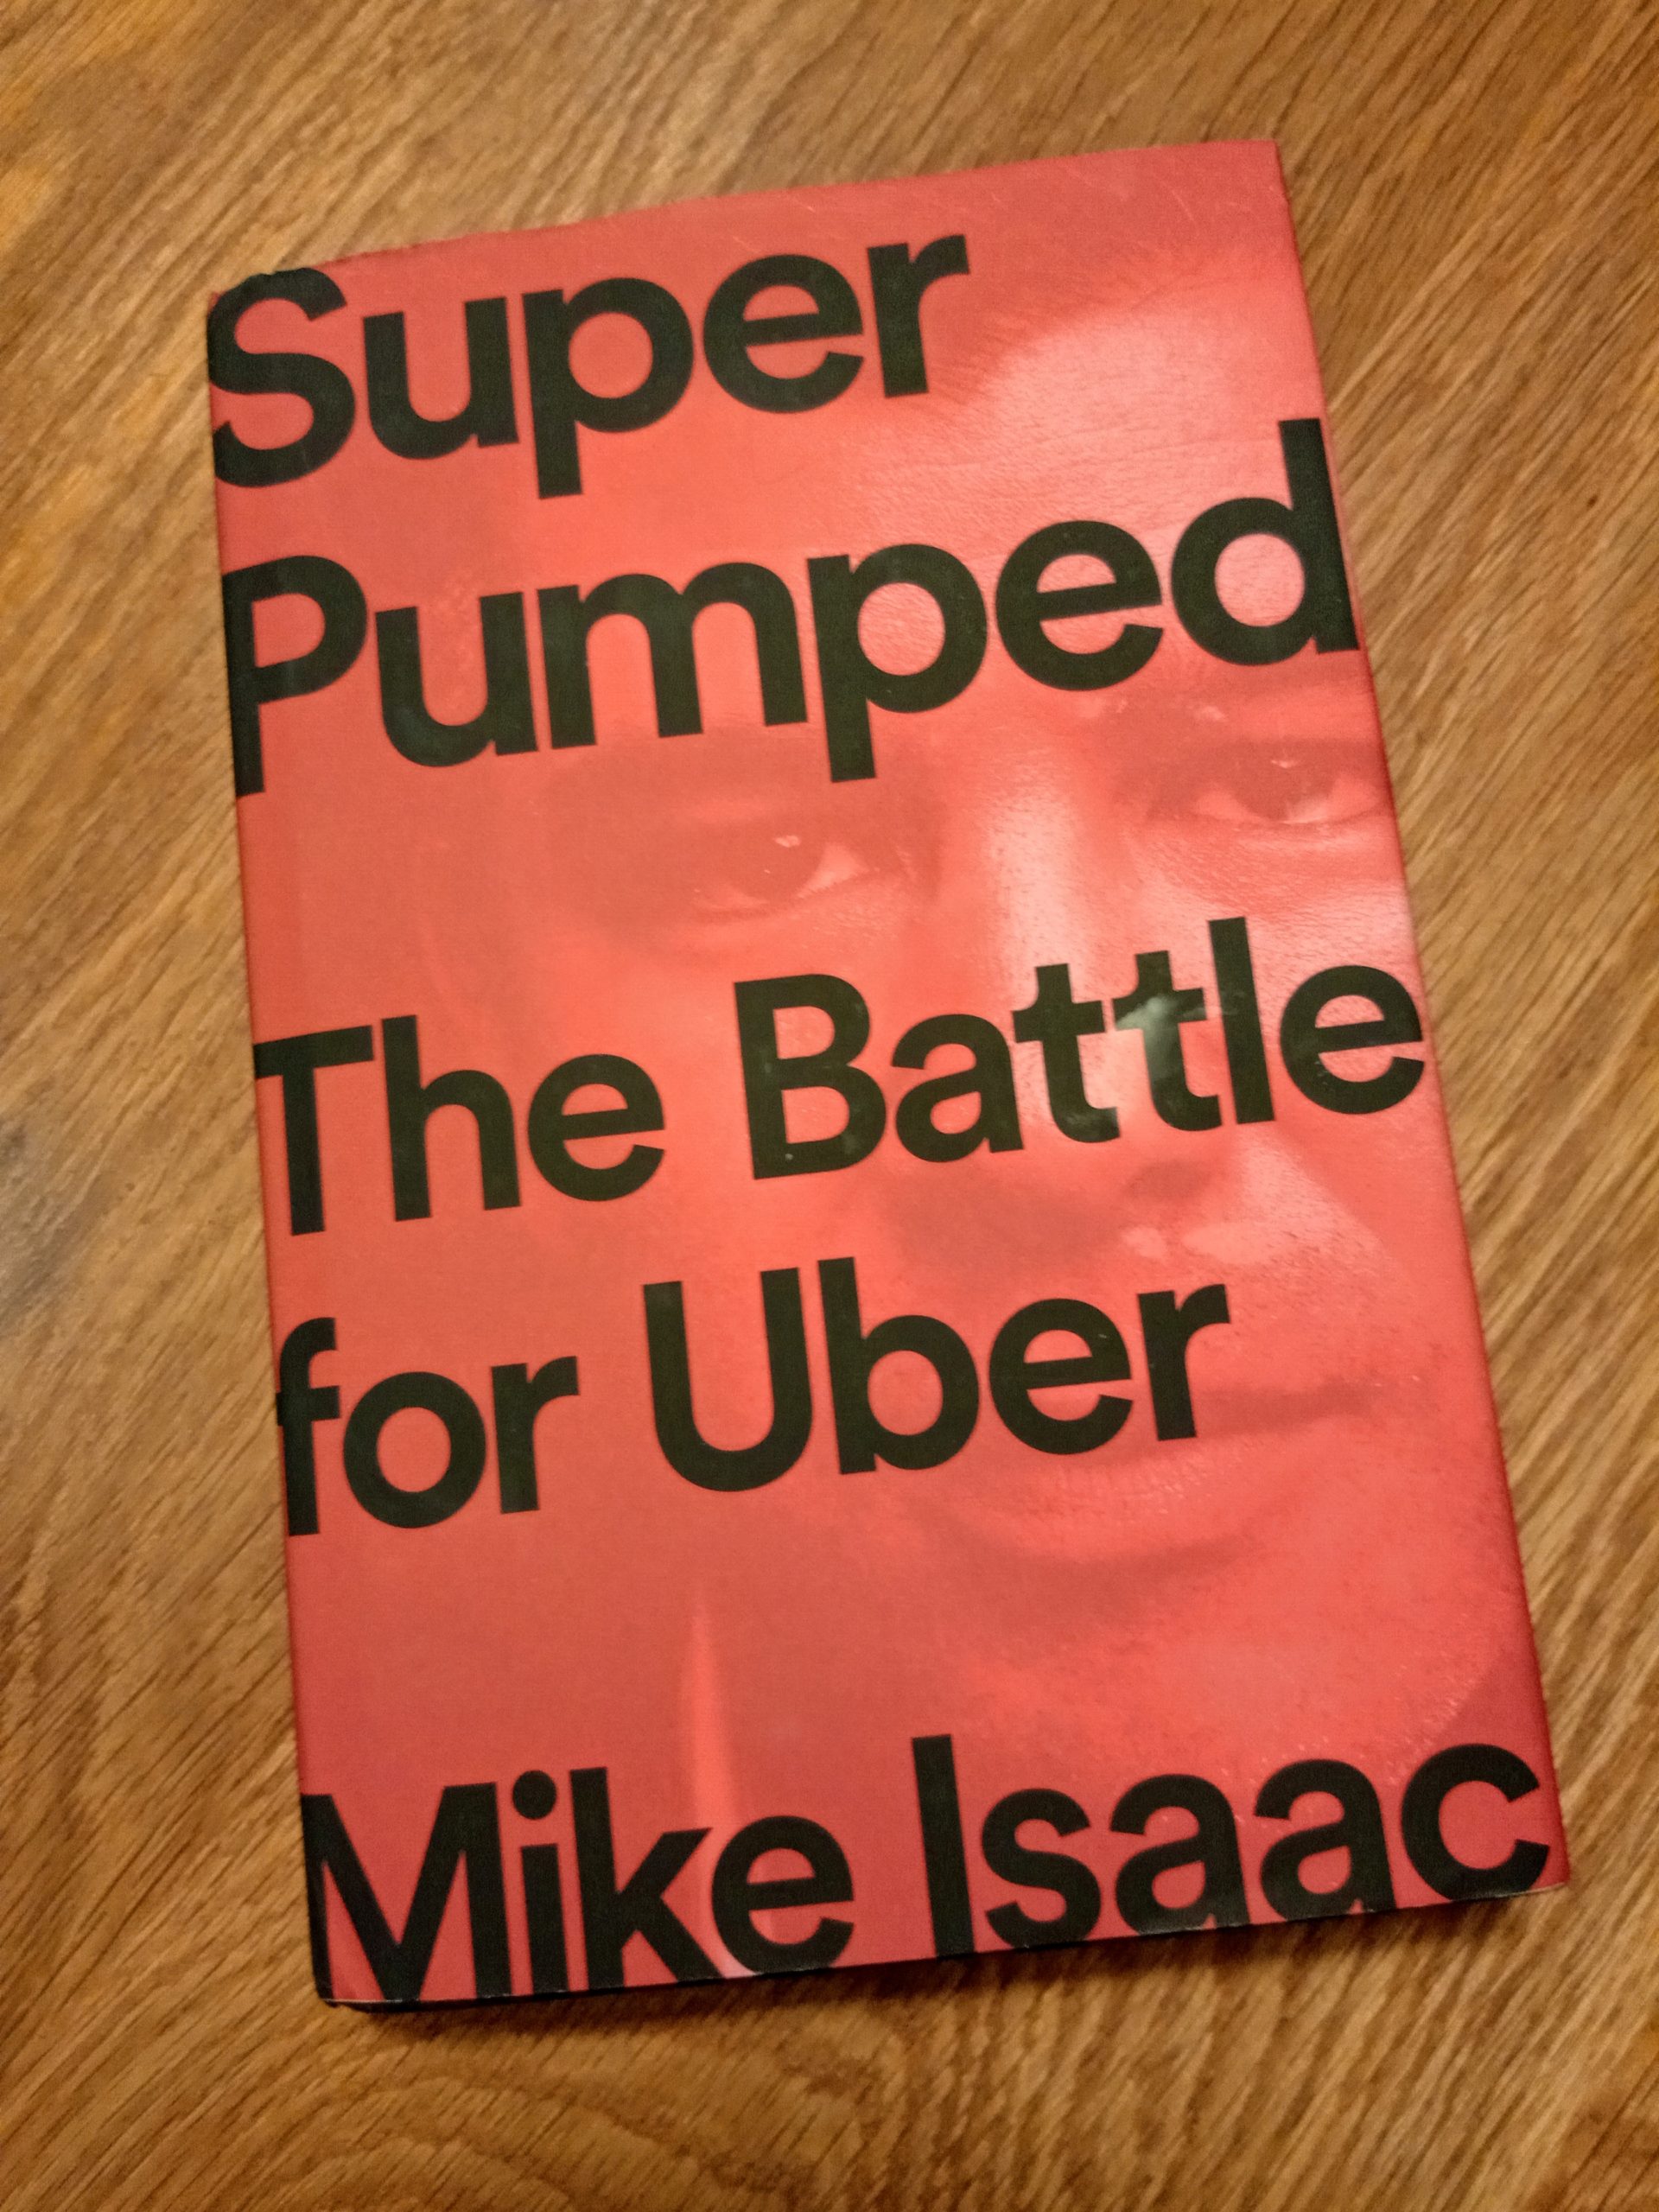 Super
Pumped
The Battle
for Uber
Mike Isaac